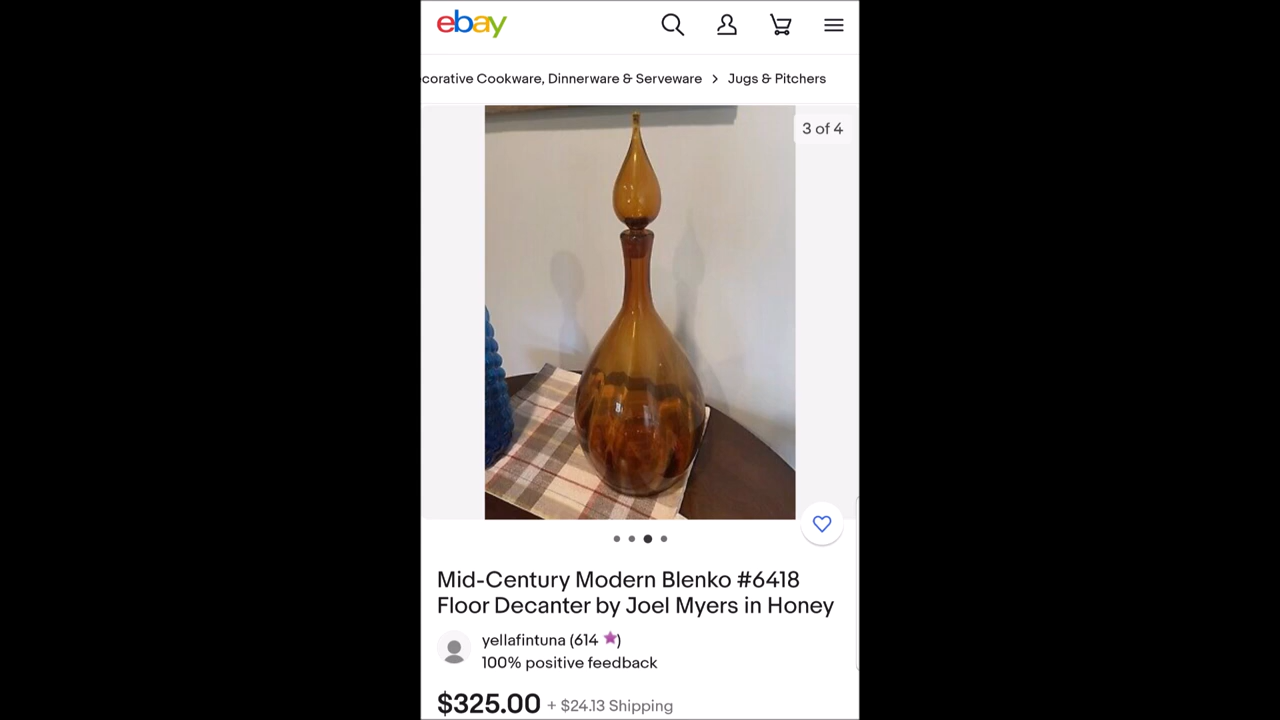 ebay
corative Cookware, Dinnerware & Serveware > Jugs & Pitchers
3 of 4
Mid-Century Modern Blenko #6418
Floor Decanter by Joel Myers in Honey
yellafintuna (614 ★)
100% positive feedback
$325.00 + $24.13 Shipping